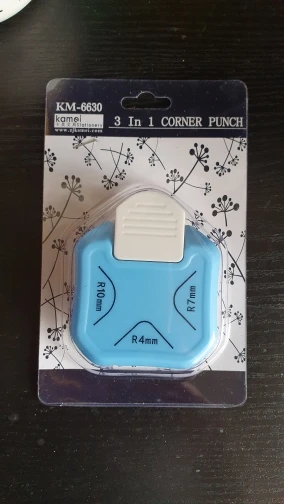 KM-6630
kamei
www.zjkamei.com
3 In 1 CORNER PUNCH
R10mm
R7mm
R4mm